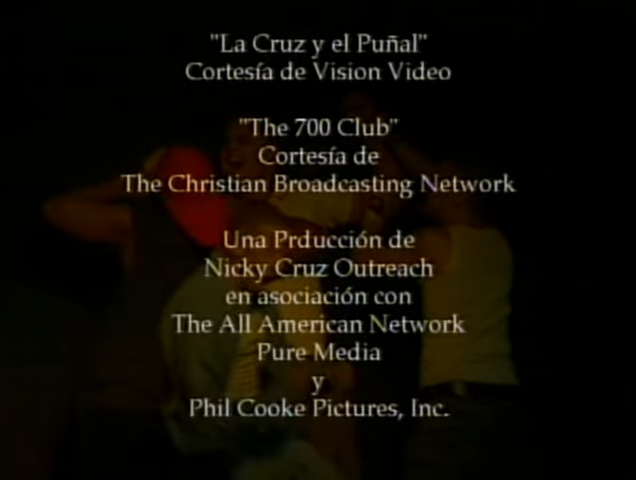 "La Cruz y el Puñal"
Cortesía de Vision Video
"The 700 Club"
Cortesía de
The Christian Broadcasting Network
Una Prducción de
Nicky Cruz Outreach
en asociación con
The All American Network
Pure Media
y
Phil Cooke Pictures, Inc.